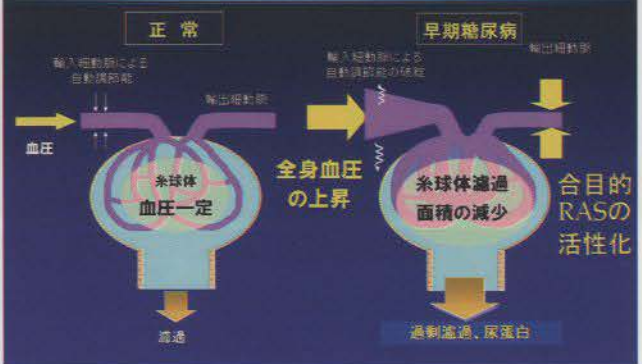 正 常
輸入細動脈による
自動調節能
輸出細動脈
血圧
糸球体
血圧一定
濾過
早期糖尿病
輸入細動脈による
自動調節能の破綻
輸出細動脈
全身血圧
の上昇
糸球体濾過
面積の減少
合目的
RASの
活性化
過剰濾過、尿蛋白